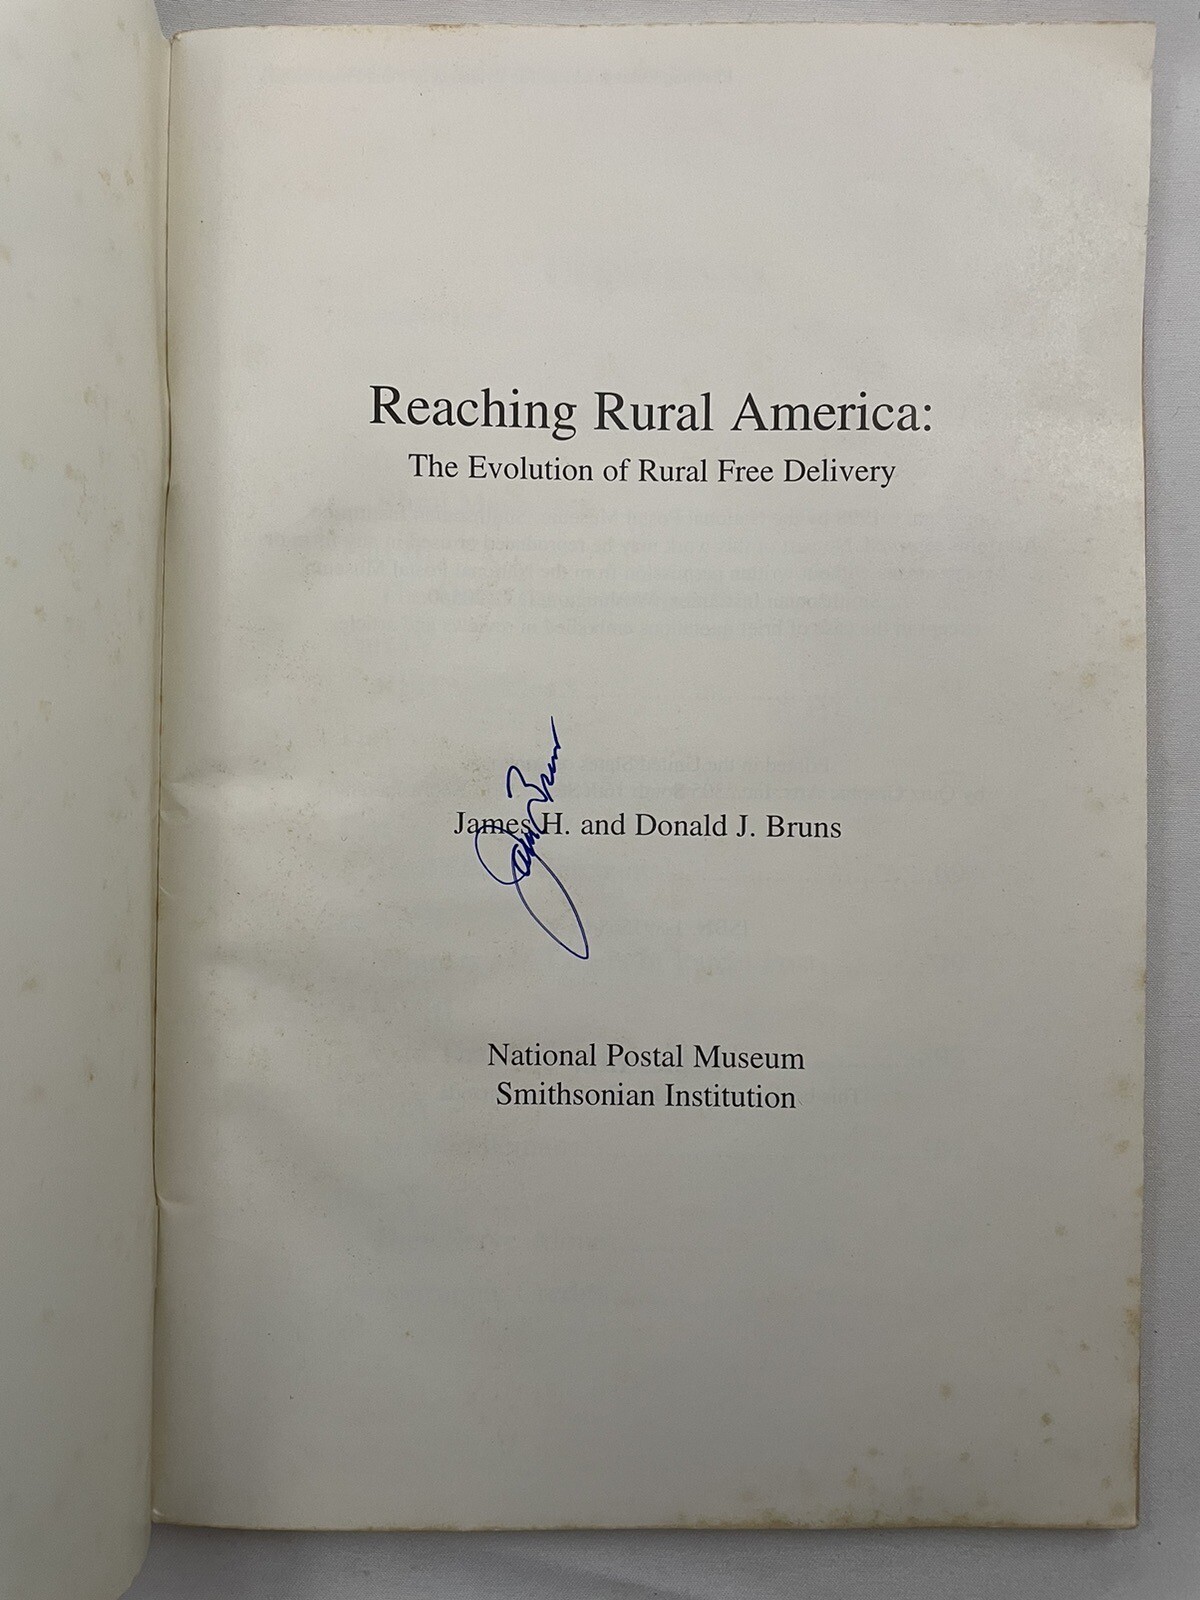 Reaching Rural America:
The Evolution of Rural Free Delivery
James H. and Donald J. Bruns
National Postal Museum
Smithsonian Institution